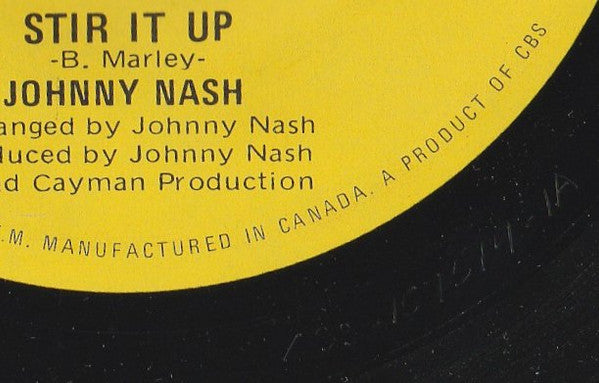 STIR IT UP
-B. Marley-
JOHNNY NASH
anged by Johnny Nash
duced by Johnny Nash
d Cayman Production
.M. MANUFACTURED IN CANADA. A PRODUCT OF CBS